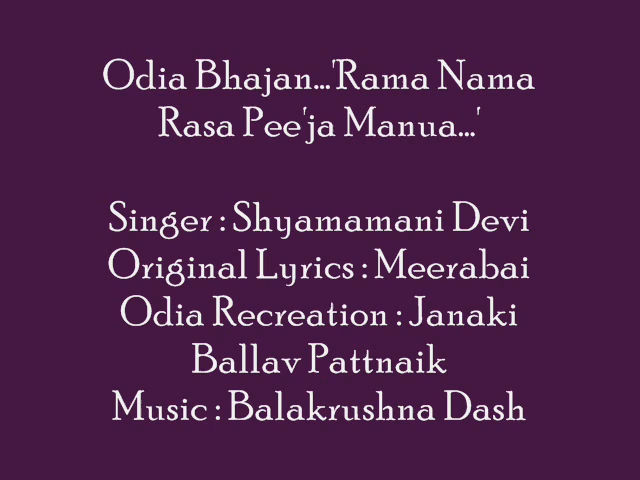 Odia Bhajan...'Rama Nama
Rasa Pee'ja Manua...'
Singer : Shyamamani Devi
Original Lyrics : Meerabai
Odia Recreation : Janaki
Ballav Pattnaik
Music : Balakrushna Dash